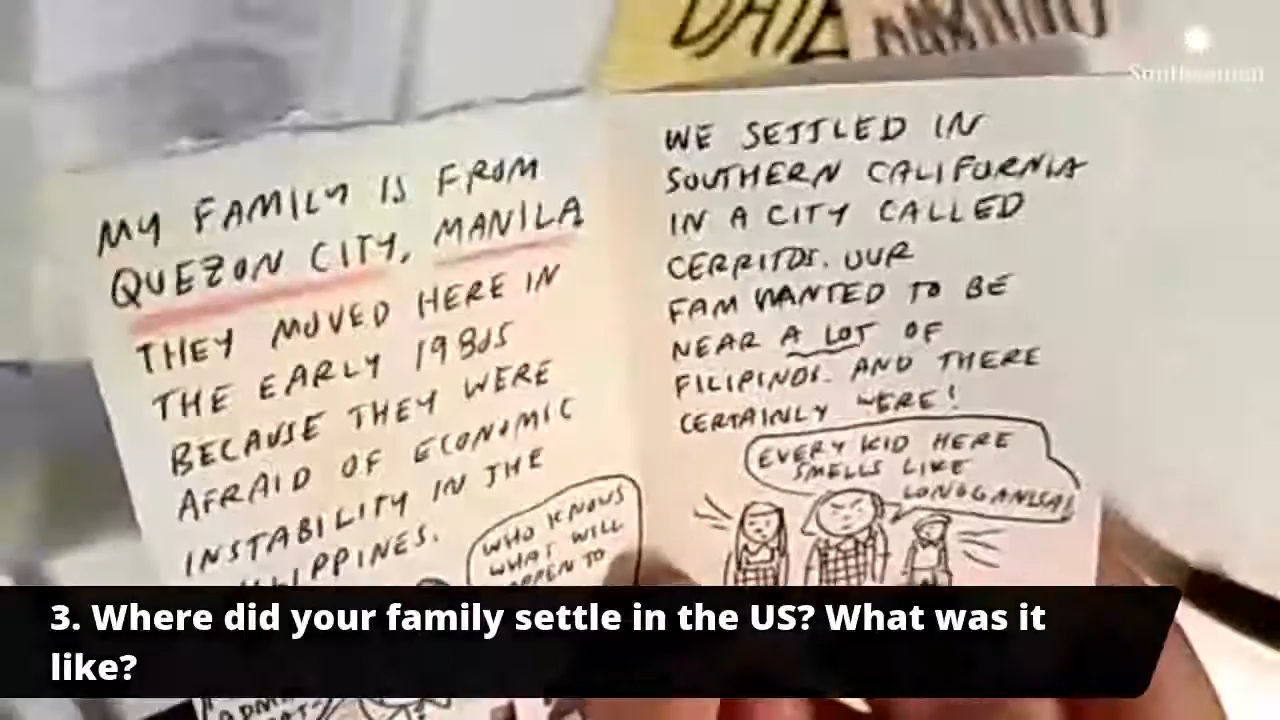 DATE
Smithsonian
MY FAMILY IS FROM
QUEZON CITY, MANILA
THEY MOVED HERE IN
THE EARLY 1980S
BECAUSE THEY WERE
AFRAID OF ECONOMIC
INSTABILITY IN THE
WHO KNOWS
WHAT WILL
TO
WE SETTLED IN
SOUTHERN CALIFORNIA
IN A CITY CALLED
CERRITOS. OUR
FAM WANTED TO BE
NEAR A LOT OF
FILIPINOS. AND THERE
CERTAINLY WERE!
EVERY KID HERE
SMELLS LIKE
LONGGANISA!
3. Where did your family settle in the US? What was it
like?